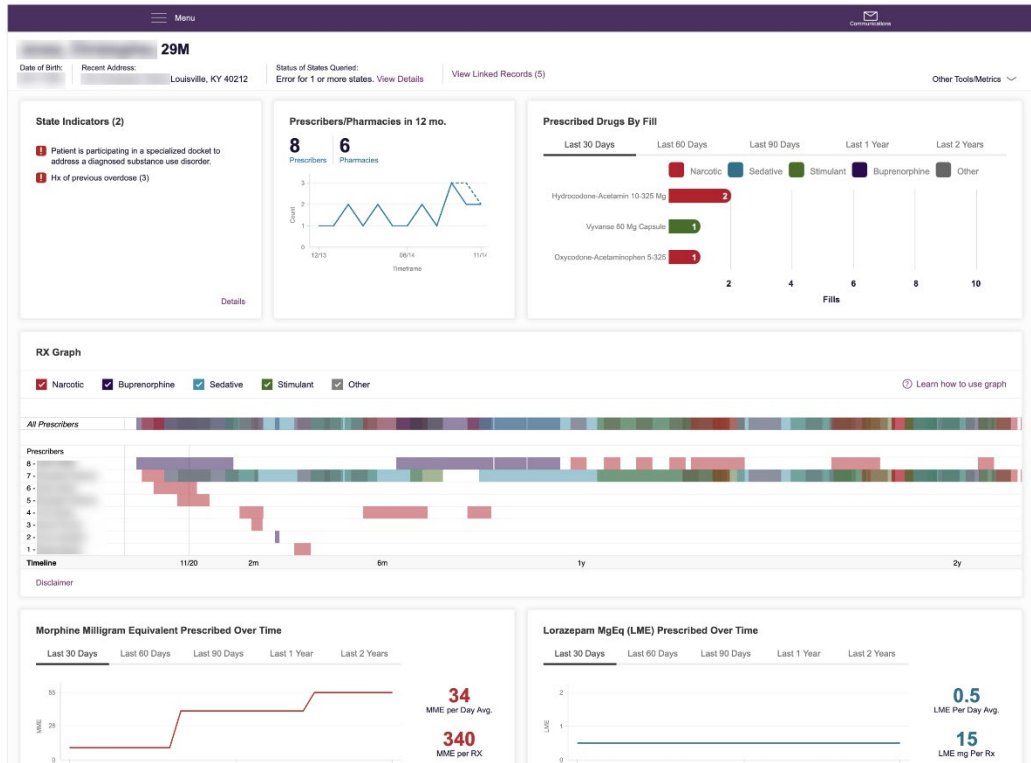 Menu
Communications
29M
Date of Birth:
Recent Address:
Louisville, KY 40212
Status of States Queried:
Error for 1 or more states. View Details
View Linked Records (5)
Other Tools/Metrics
State Indicators (2)
Patient is participating in a specialized docket to
address a diagnosed substance use disorder.
Hx of previous overdose (3)
Details
Prescribers/Pharmacies in 12 mo.
8
6
Prescribers
Pharmacies
3
2
1
0
Count
12/13
06/14
11/14
Timeframe
Prescribed Drugs By Fill
Last 30 Days
Last 60 Days
Last 90 Days
Last 1 Year
Last 2 Years
Narcotic
Sedative
Stimulant
Buprenorphine
Other
Hydrocodone-Acetamin 10-325 Mg
2
Vyvanse 60 Mg Capsule
1
Oxycodone-Acetaminophen 5-325
1
2
4
6
8
10
Fills
RX Graph
Narcotic
Buprenorphine
Sedative
Stimulant
Other
Learn how to use graph
All Prescribers
Prescribers
8 -
7 -
6 -
5 -
4 -
3 -
2 -
1 -
Timeline
11/20
2m
6m
1y
2y
Disclaimer
Morphine Milligram Equivalent Prescribed Over Time
Last 30 Days
Last 60 Days
Last 90 Days
Last 1 Year
Last 2 Years
55
28
0
MME
34
MME per Day Avg.
340
MME per RX
Lorazepam MgEq (LME) Prescribed Over Time
Last 30 Days
Last 60 Days
Last 90 Days
Last 1 Year
Last 2 Years
2
1
0
LME
0.5
LME Per Day Avg.
15
LME mg Per Rx